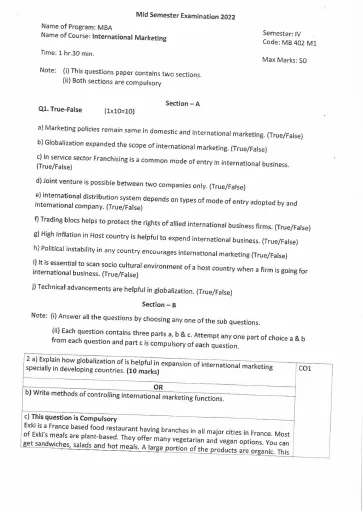 Mid Semester Examination 2022
Name of Program: MBA
Name of Course: International Marketing
Semester: IV
Code: MB 402 M1
Time: 1 hr.30 min.
Max Marks: 50
Note: (i) This questions paper contains two sections.
(ii) Both sections are compulsory
Section – A
Q1. True-False (1x10=10)
a) Marketing policies remain same in domestic and international marketing. (True/False)
b) Globalization expanded the scope of international marketing. (True/False)
c) In service sector Franchising is a common mode of entry in international business.
(True/False)
d) Joint venture is possible between two companies only. (True/False)
e) International distribution system depends on types of mode of entry adopted by and
international company. (True/False)
f) Trading blocs helps to protect the rights of allied international business firms. (True/False)
g) High Inflation in Host country is helpful to expend international business. (True/False)
h) Political instability in any country encourages international marketing (True/False)
i) It is essential to scan socio cultural environment of a host country when a firm is going for
international business. (True/False)
j) Technical advancements are helpful in globalization. (True/False)
Section – B
Note: (i) Answer all the questions by choosing any one of the sub questions.
(ii) Each question contains three parts a, b & c. Attempt any one part of choice a & b
from each question and part c is compulsory of each question.
2 a) Explain how globalization of is helpful in expansion of international marketing
specially in developing countries. (10 marks)
CO1
OR
b) Write methods of controlling international marketing functions.
c) This question is Compulsory
Exki is a France based food restaurant having branches in all major cities in France. Most
of Exki's meals are plant-based. They offer many vegetarian and vegan options. You can
get sandwiches, salads and hot meals. A large portion of the products are organic. This